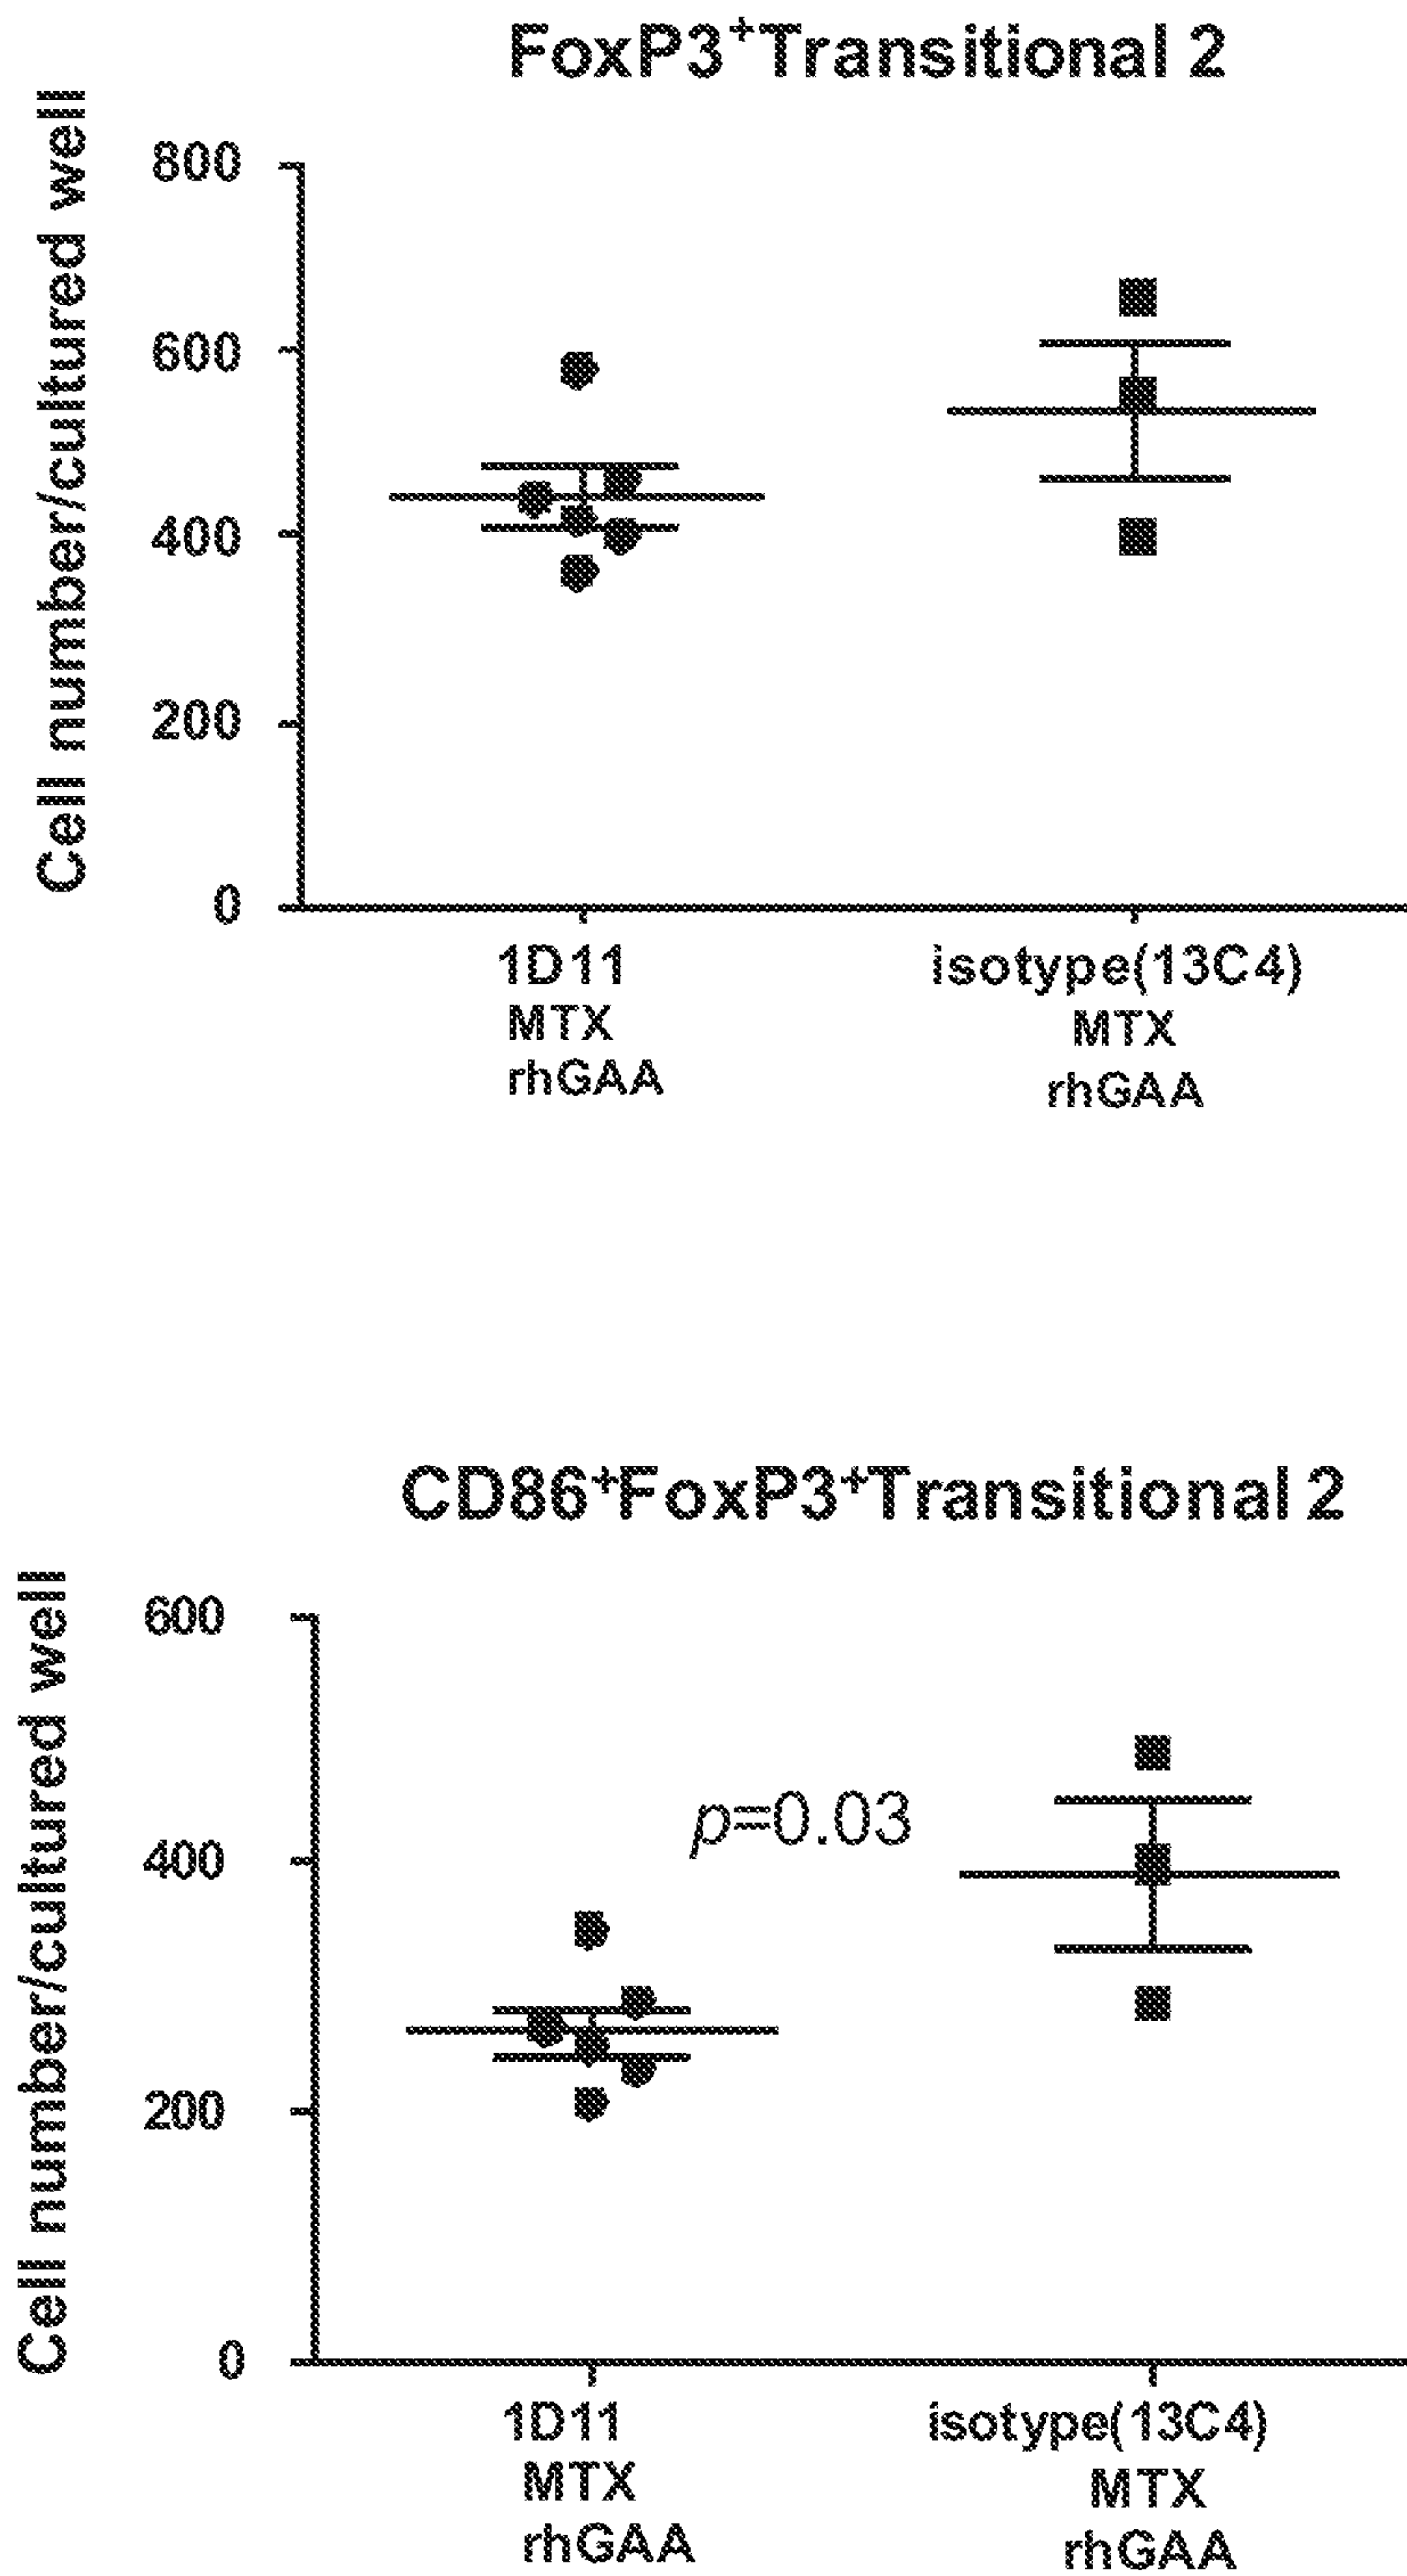 FoxP3⁺Transitional 2
Cell number/cultured well
800
600
400
200
0
1D11
MTX
rhGAA
isotype(13C4)
MTX
rhGAA
CD86⁺FoxP3⁺Transitional 2
Cell number/cultured well
600
400
200
0
p=0.03
1D11
MTX
rhGAA
isotype(13C4)
MTX
rhGAA